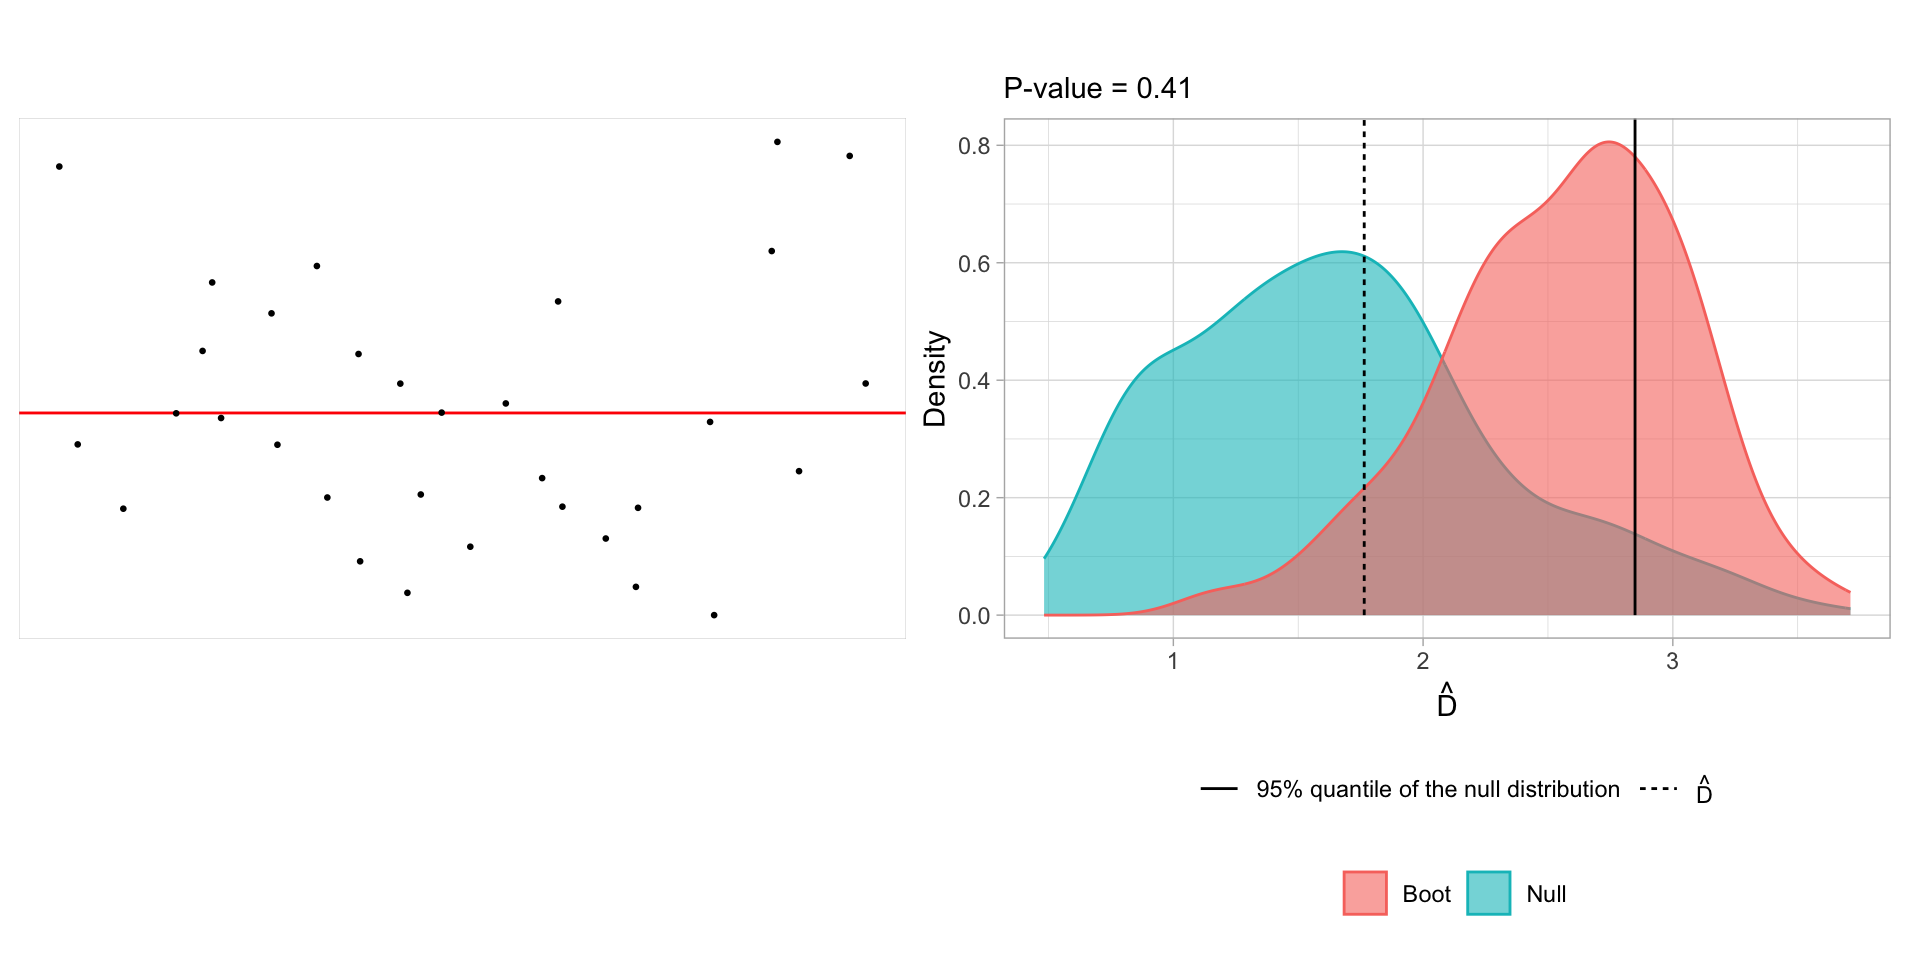 P-value = 0.41
Density
0.8
0.6
0.4
0.2
0.0
1 2 3
D̂
95% quantile of the null distribution D̂
Boot Null